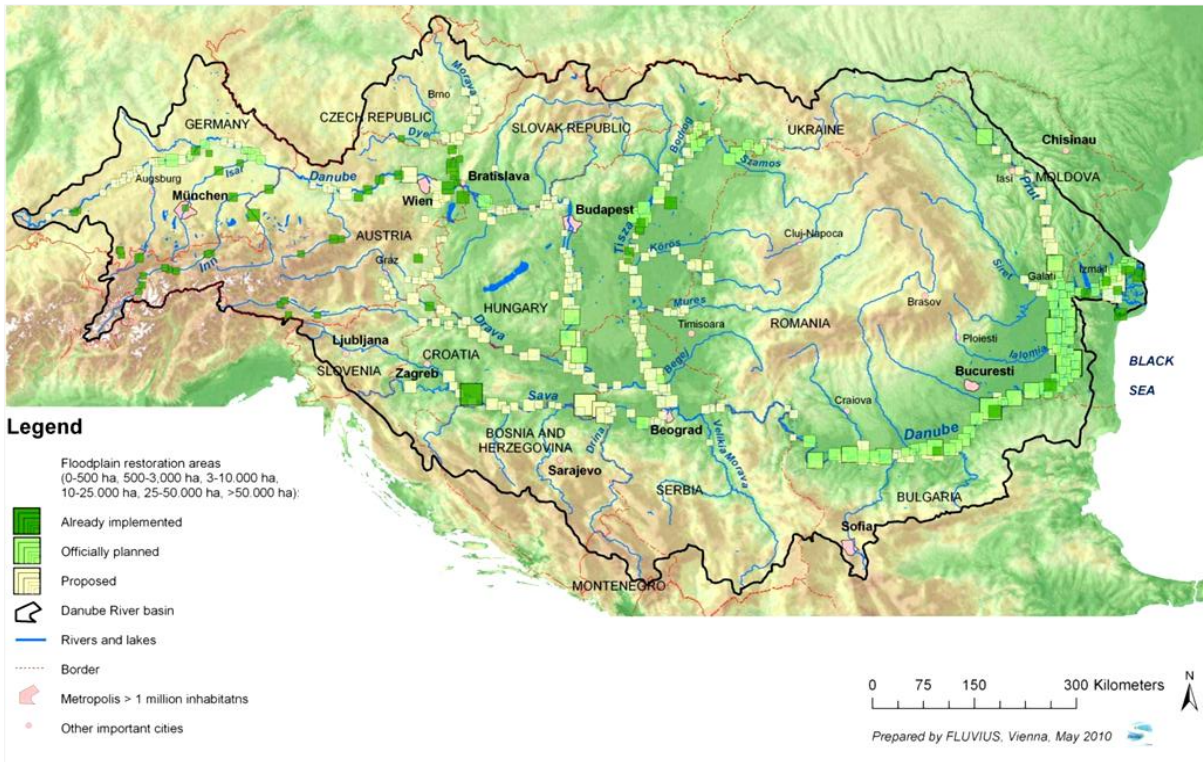 Morava
Brno
GERMANY
CZECH REPUBLIC
Dye
SLOVAK REPUBLIC
Bodrog
UKRAINE
Chisinau
Szamos
Isar
Augsburg
Danube
Bratislava
Iasi
MOLDOVA
Prut
München
Wien
Budapest
Tisza
AUSTRIA
Cluj-Napoca
Körös
Inn
Graz
Siret
Galati
Izmail
HUNGARY
Mures
Brasov
Drava
Timisoara
ROMANIA
Ljubljana
Ploiesti
CROATIA
Begej
Ialomita
BLACK
SEA
SLOVENIA
Zagreb
Bucuresti
Sava
Craiova
BOSNIA AND
HERZEGOVINA
Drina
Beograd
Danube
Velikia Morava
Sarajevo
SERBIA
BULGARIA
Sofia
MONTENEGRO
Legend
Floodplain restoration areas
(0-500 ha, 500-3,000 ha, 3-10.000 ha,
10-25.000 ha, 25-50.000 ha, >50.000 ha):
Already implemented
Officially planned
Proposed
Danube River basin
Rivers and lakes
Border
Metropolis > 1 million inhabitatns
Other important cities
0 75 150 300 Kilometers
N
Prepared by FLUVIUS, Vienna, May 2010